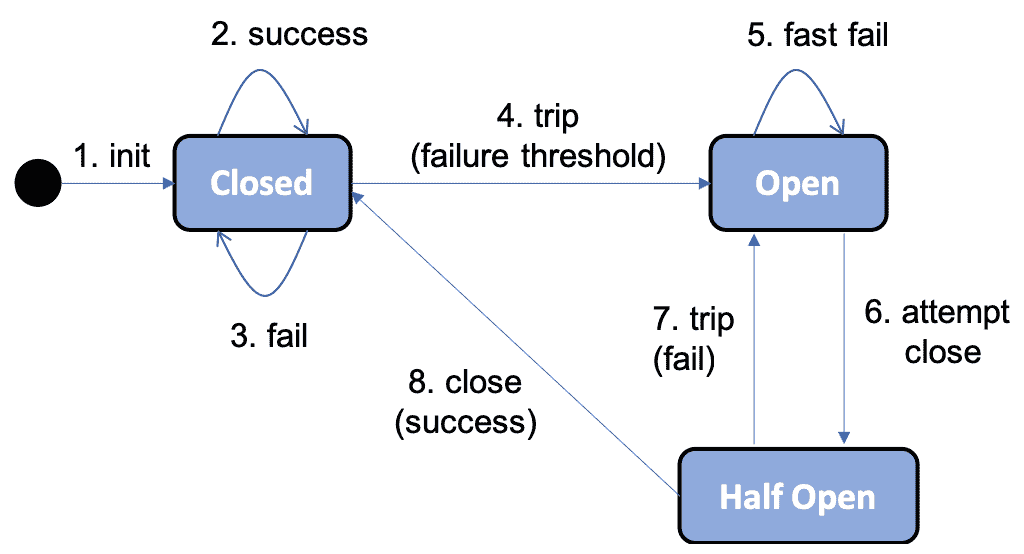 2. success
5. fast fail
1. init
Closed
4. trip
(failure threshold)
Open
3. fail
7. trip
(fail)
6. attempt
close
8. close
(success)
Half Open